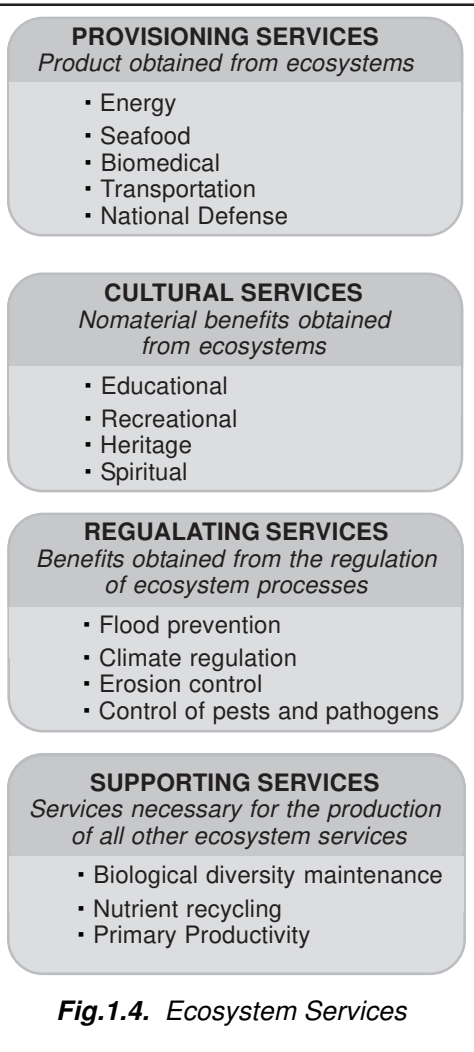 PROVISIONING SERVICES
Product obtained from ecosystems
▪ Energy
▪ Seafood
▪ Biomedical
▪ Transportation
▪ National Defense
CULTURAL SERVICES
Nomaterial benefits obtained
from ecosystems
▪ Educational
▪ Recreational
▪ Heritage
▪ Spiritual
REGUALATING SERVICES
Benefits obtained from the regulation
of ecosystem processes
▪ Flood prevention
▪ Climate regulation
▪ Erosion control
▪ Control of pests and pathogens
SUPPORTING SERVICES
Services necessary for the production
of all other ecosystem services
▪ Biological diversity maintenance
▪ Nutrient recycling
▪ Primary Productivity
Fig.1.4. Ecosystem Services